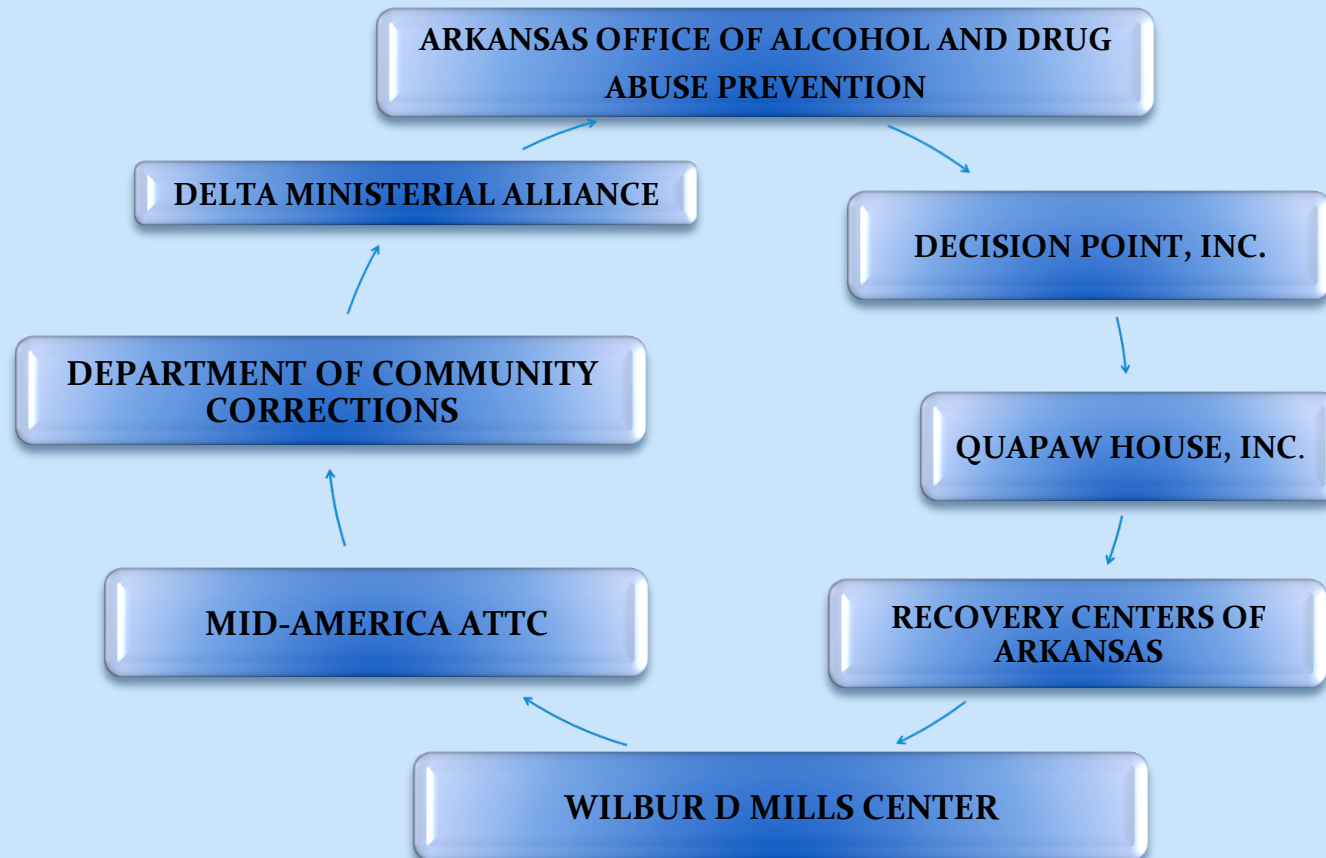 ARKANSAS OFFICE OF ALCOHOL AND DRUG
ABUSE PREVENTION
DECISION POINT, INC.
QUAPAW HOUSE, INC.
RECOVERY CENTERS OF
ARKANSAS
WILBUR D MILLS CENTER
MID-AMERICA ATTC
DEPARTMENT OF COMMUNITY
CORRECTIONS
DELTA MINISTERIAL ALLIANCE